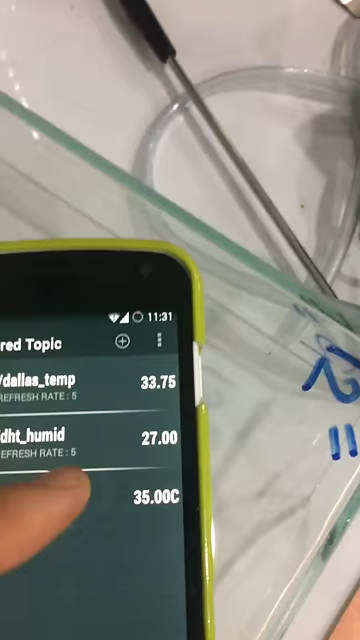 11:31
red Topic
/dallas_temp 33.75
REFRESH RATE : 5
dht_humid 27.00
REFRESH RATE : 5
35.00C